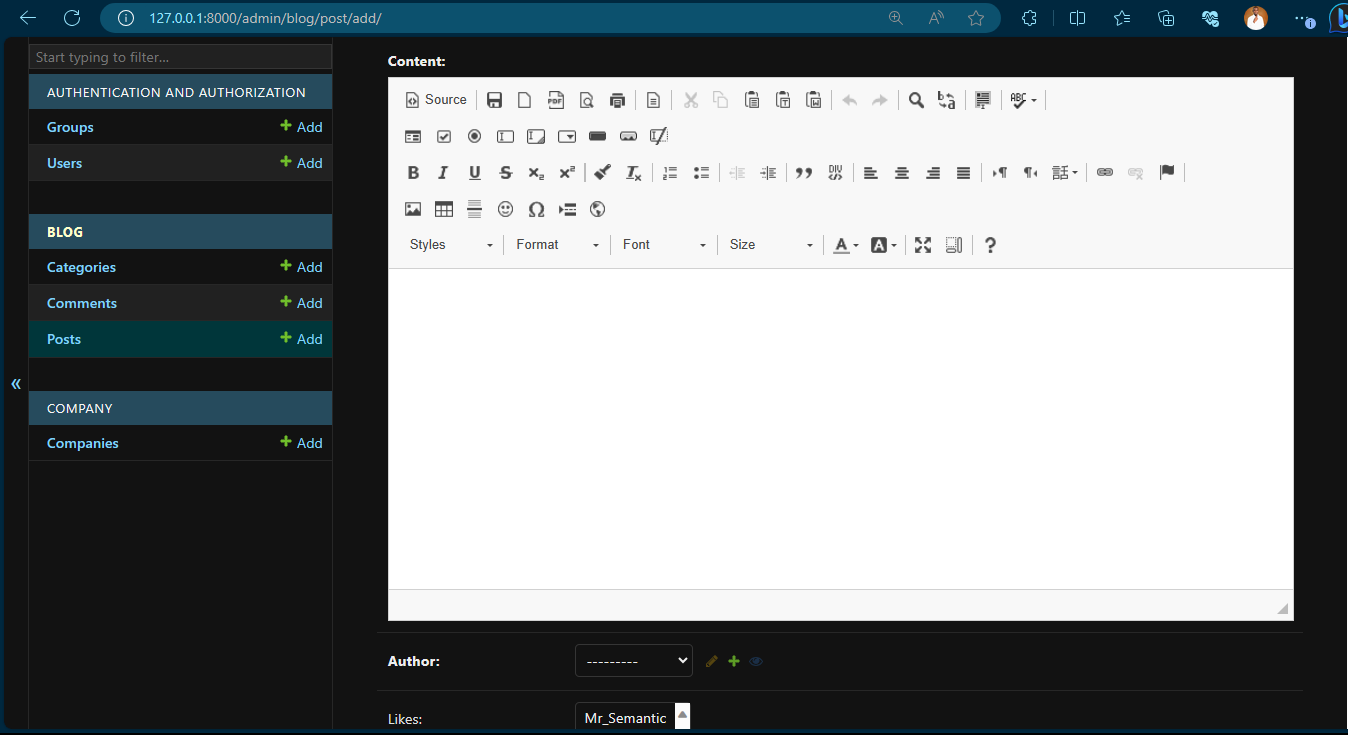 127.0.0.1:8000/admin/blog/post/add/
Start typing to filter...
AUTHENTICATION AND AUTHORIZATION
Groups Add
Users Add
BLOG
Categories Add
Comments Add
Posts Add
COMPANY
Companies Add
Content:
Source
B I U S
Styles Format Font Size
Author: ---------
Likes: Mr_Semantic